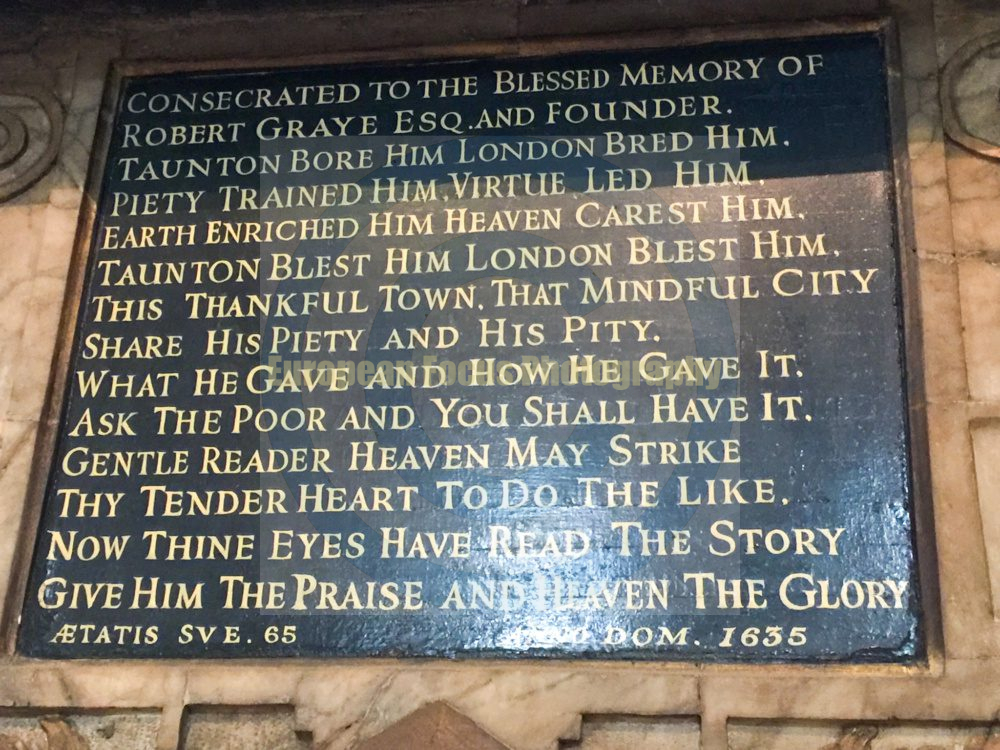 CONSECRATED TO THE BLESSED MEMORY OF
ROBERT GRAYE ESQ. AND FOUNDER.
TAUNTON BORE HIM LONDON BRED HIM.
PIETY TRAINED HIM, VIRTUE LED HIM.
EARTH ENRICHED HIM HEAVEN CAREST HIM.
TAUNTON BLEST HIM LONDON BLEST HIM.
THIS THANKFUL TOWN, THAT MINDFUL CITY
SHARE HIS PIETY AND HIS PITY.
WHAT HE GAVE AND HOW HE GAVE IT.
European Focus Photography
ASK THE POOR AND YOU SHALL HAVE IT.
GENTLE READER HEAVEN MAY STRIKE
THY TENDER HEART TO DO THE LIKE.
NOW THINE EYES HAVE READ THE STORY
GIVE HIM THE PRAISE AND HEAVEN THE GLORY
ÆTATIS SVE. 65 ANNO DOM. 1635